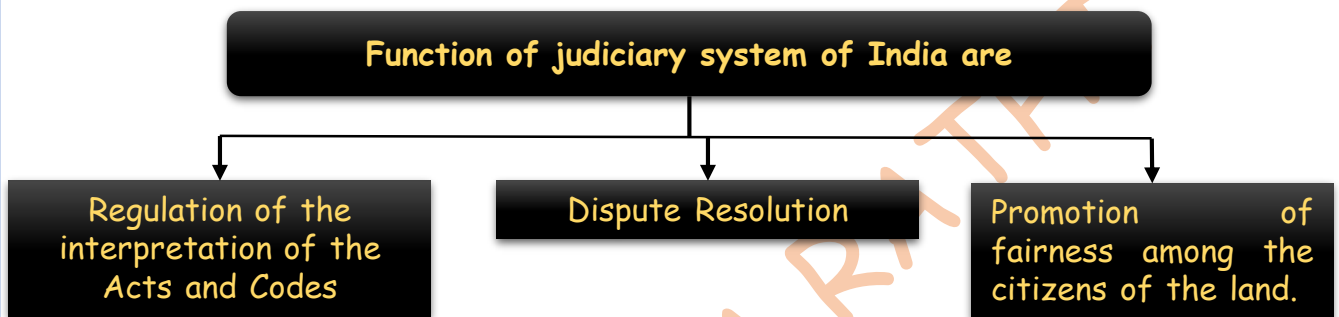 Function of judiciary system of India are
Regulation of the
interpretation of the
Acts and Codes
Dispute Resolution
Promotion of
fairness among the
citizens of the land.